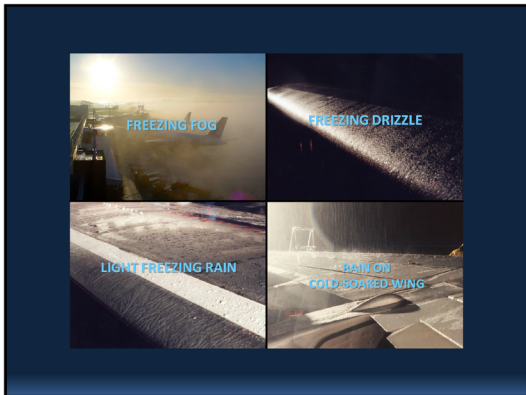 FREEZING FOG
FREEZING DRIZZLE
LIGHT FREEZING RAIN
RAIN ON
COLD-SOAKED WING